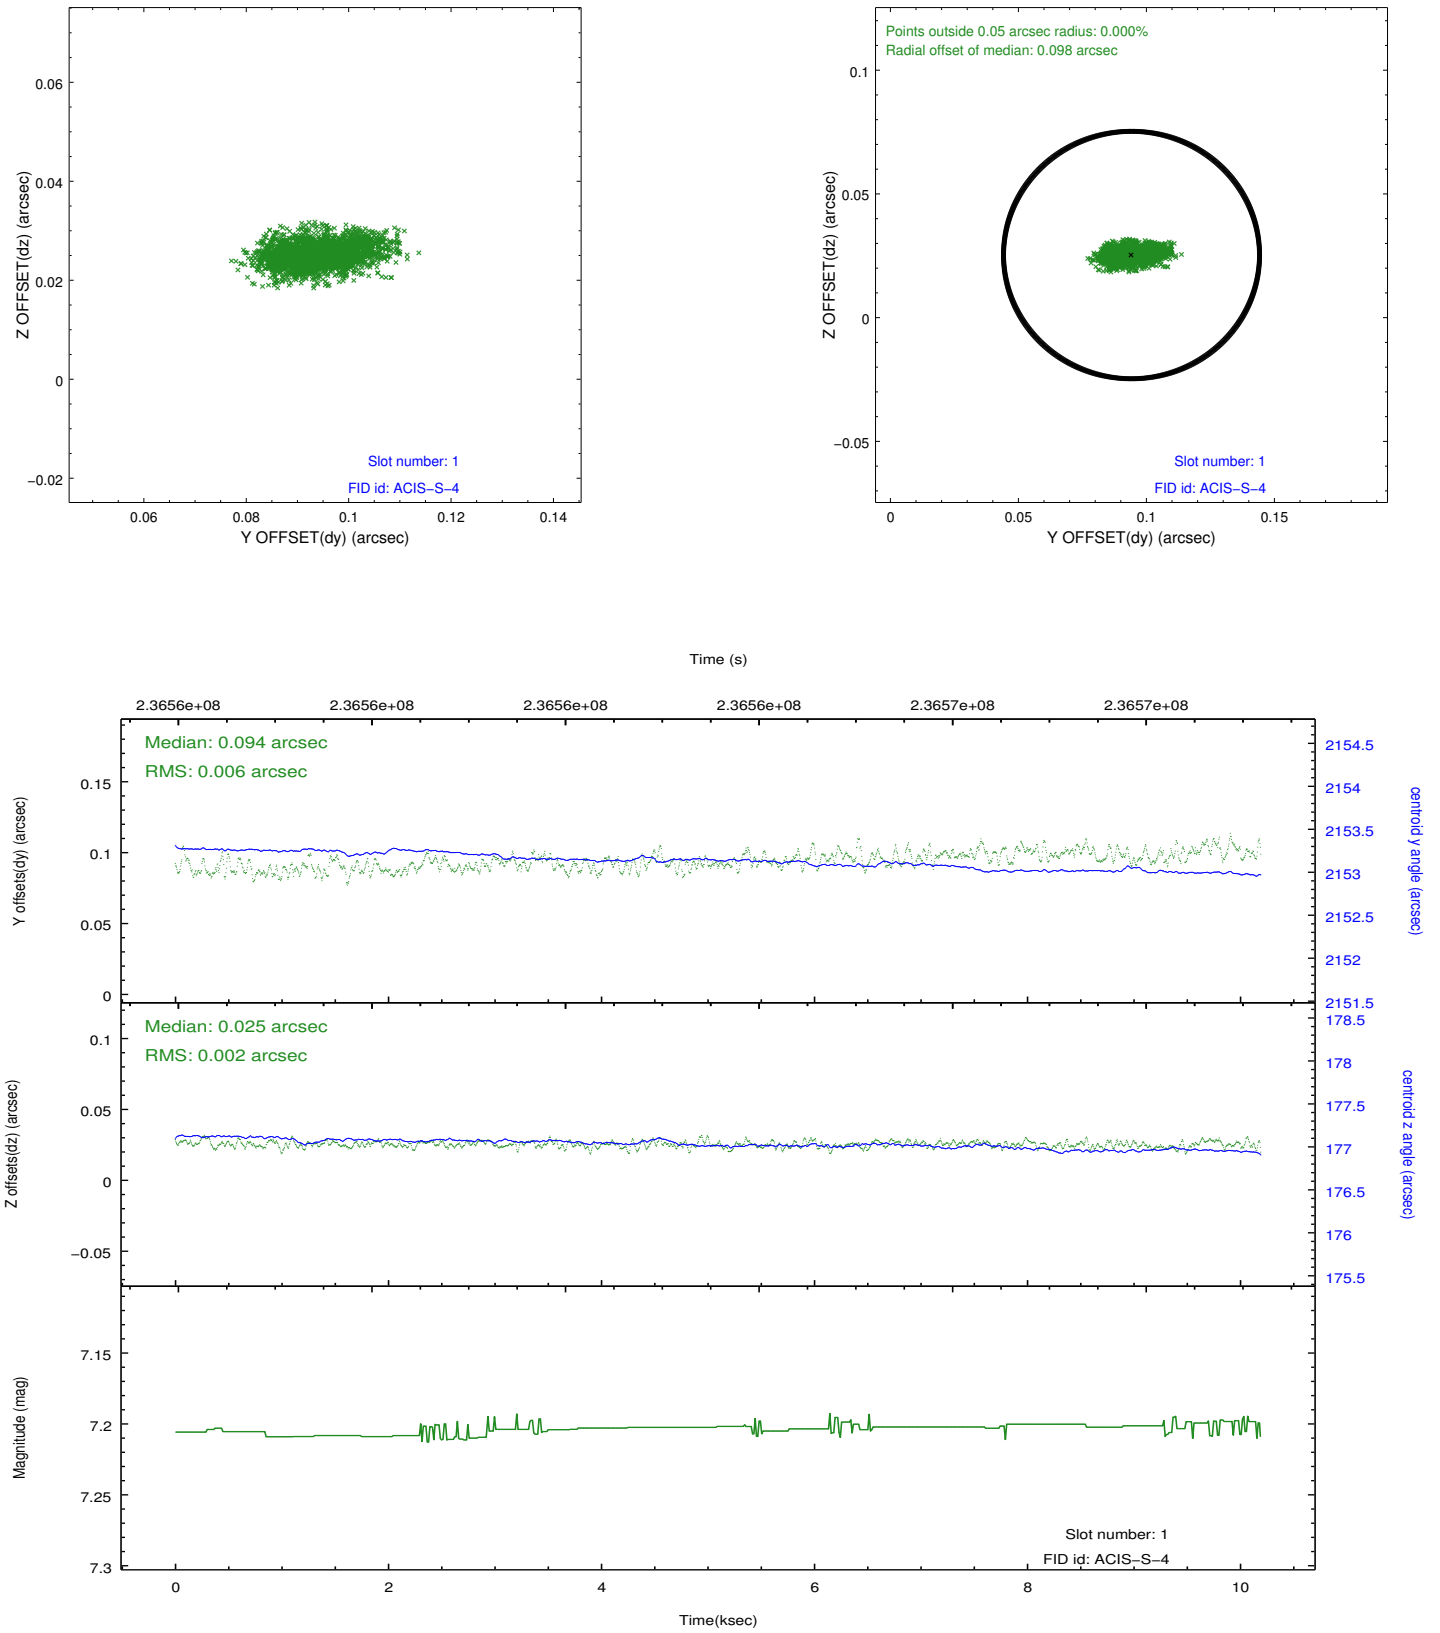 0.06
0.04
0.02
0
−0.02
Z OFFSET(dz) (arcsec)
Slot number: 1
FID id: ACIS−S−4
0.06 0.08 0.1 0.12 0.14
Y OFFSET(dy) (arcsec)
Points outside 0.05 arcsec radius: 0.000%
Radial offset of median: 0.098 arcsec
0.1
0.05
0
−0.05
Z OFFSET(dz) (arcsec)
Slot number: 1
FID id: ACIS−S−4
0 0.05 0.1 0.15
Y OFFSET(dy) (arcsec)
Time (s)
2.3656e+08 2.3656e+08 2.3656e+08 2.3656e+08 2.3657e+08 2.3657e+08
Median: 0.094 arcsec
RMS: 0.006 arcsec
0.15
0.1
0.05
0
Y offsets(dy) (arcsec)
2154.5
2154
2153.5
2153
2152.5
2152
2151.5
centroid y angle (arcsec)
Median: 0.025 arcsec
RMS: 0.002 arcsec
0.1
0.05
0
−0.05
Z offsets(dz) (arcsec)
178.5
178
177.5
177
176.5
176
175.5
centroid z angle (arcsec)
7.15
7.2
7.25
7.3
Magnitude (mag)
Slot number: 1
FID id: ACIS−S−4
0 2 4 6 8 10
Time(ksec)